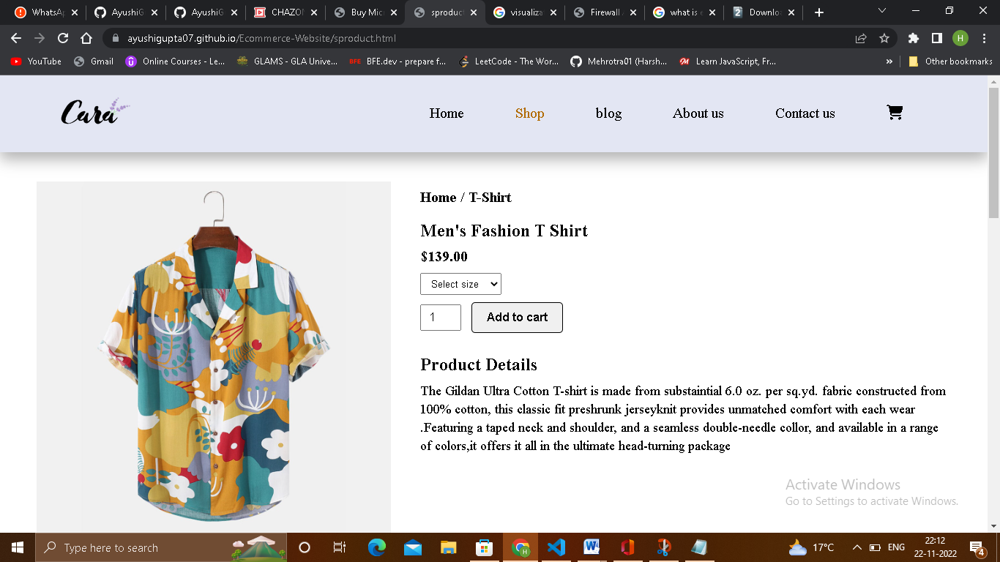 WhatsA
AyushiG
AyushiG
CHAZO
Buy Mic
sproduc
visualiza
Firewall
what is e
Downlo
ayushigupta07.github.io/Ecommerce-Website/sproduct.html
H
YouTube
Gmail
Online Courses - Le...
GLAMS - GLA Unive...
BFE.dev - prepare f...
LeetCode - The Wor...
Mehrotra01 (Harsh...
Learn JavaScript, Fr...
»
Other bookmarks
Cara
Home
Shop
blog
About us
Contact us
Home / T-Shirt
Men's Fashion T Shirt
$139.00
Select size
1
Add to cart
Product Details
The Gildan Ultra Cotton T-shirt is made from substaintial 6.0 oz. per sq.yd. fabric constructed from
100% cotton, this classic fit preshrunk jerseyknit provides unmatched comfort with each wear
.Featuring a taped neck and shoulder, and a seamless double-needle collor, and available in a range
of colors,it offers it all in the ultimate head-turning package
Activate Windows
Go to Settings to activate Windows.
Type here to search
17°C
ENG
22:12
22-11-2022
4